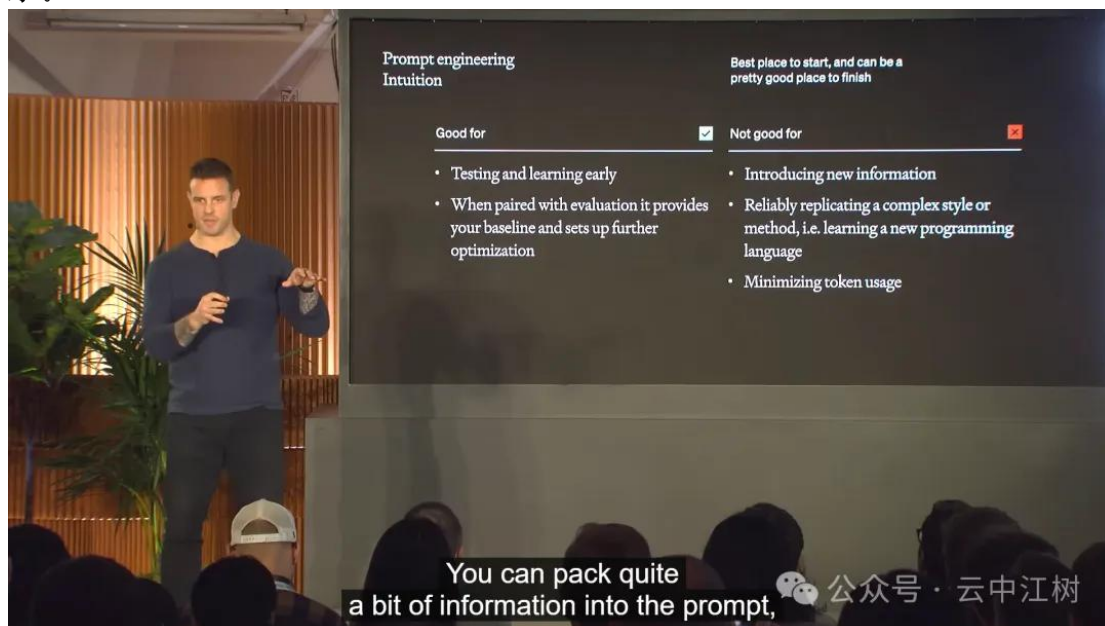 Prompt engineering
Intuition
Best place to start, and can be a
pretty good place to finish
Good for
• Testing and learning early
• When paired with evaluation it provides
your baseline and sets up further
optimization
Not good for
• Introducing new information
• Reliably replicating a complex style or
method, i.e. learning a new programming
language
• Minimizing token usage
You can pack quite
a bit of information into the prompt,
公众号 · 云中江树